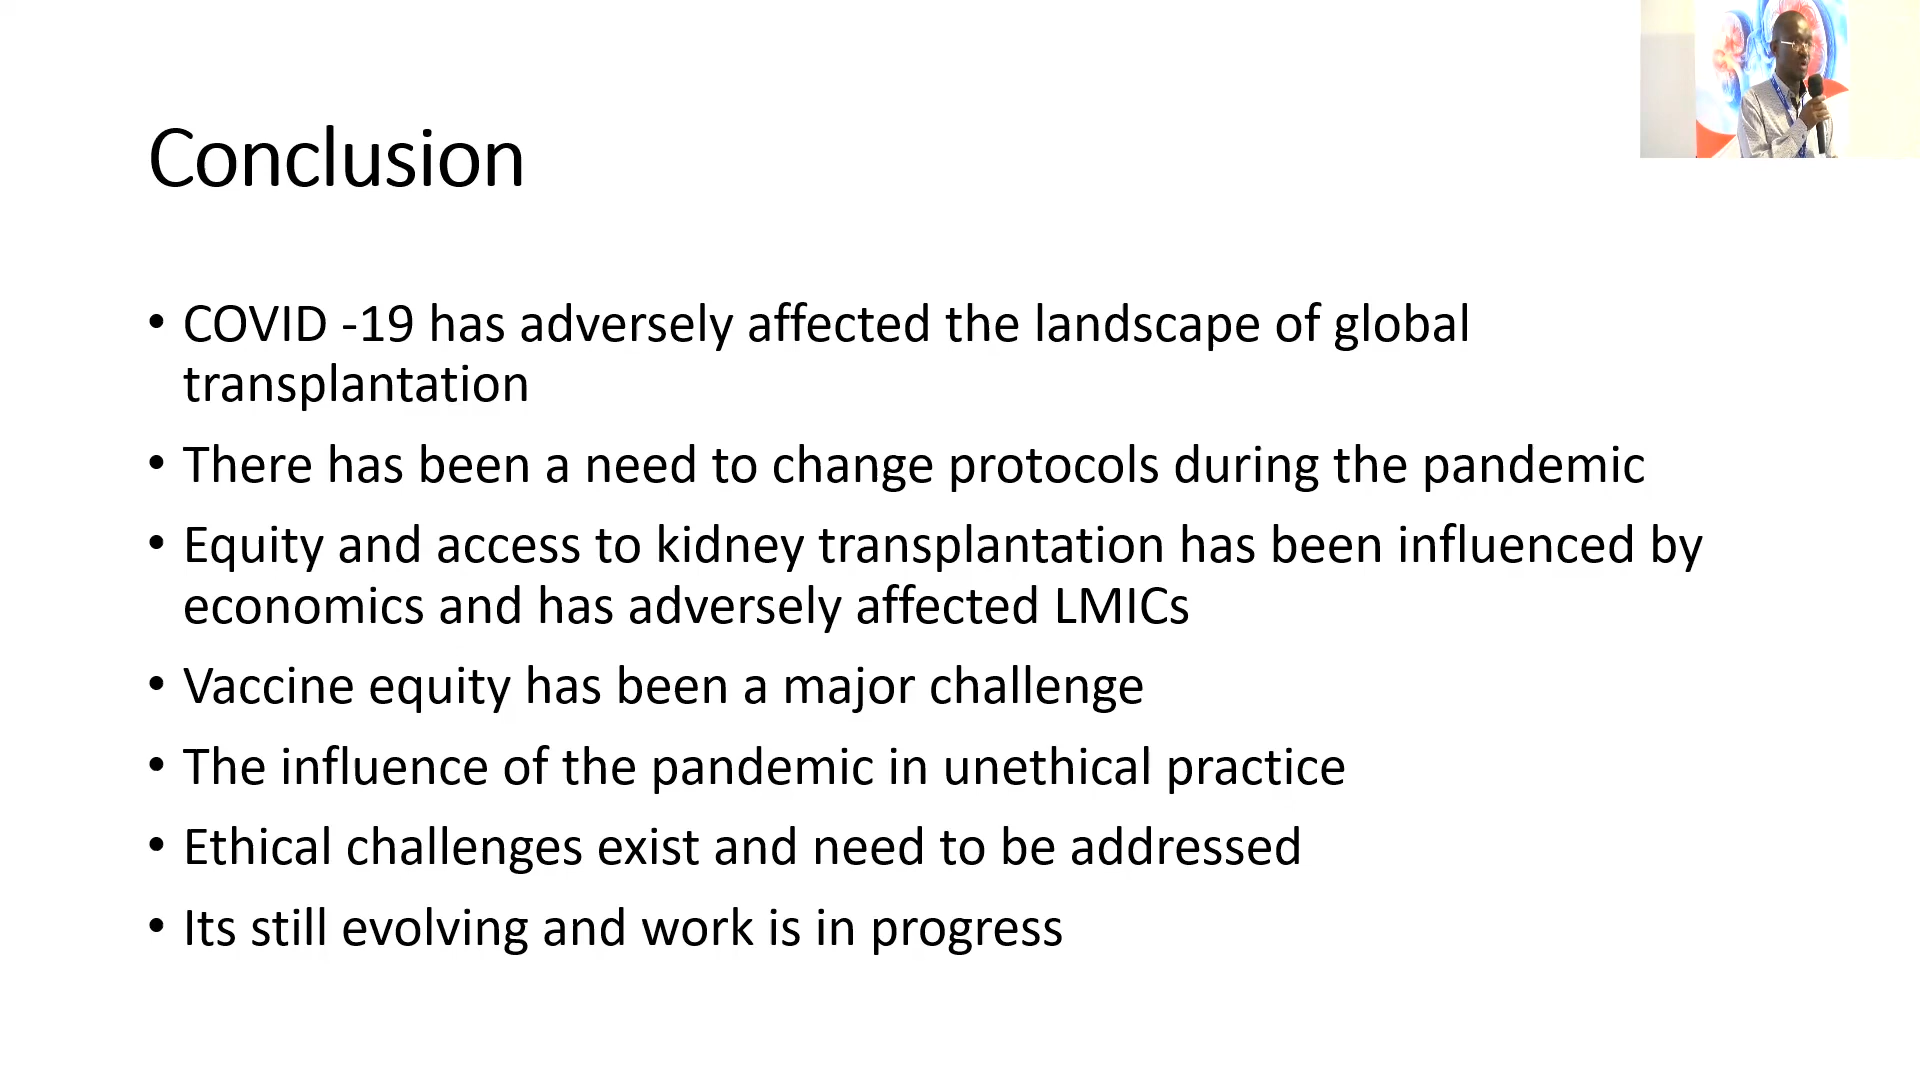 Conclusion
• COVID -19 has adversely affected the landscape of global
transplantation
• There has been a need to change protocols during the pandemic
• Equity and access to kidney transplantation has been influenced by
economics and has adversely affected LMICs
• Vaccine equity has been a major challenge
• The influence of the pandemic in unethical practice
• Ethical challenges exist and need to be addressed
• Its still evolving and work is in progress